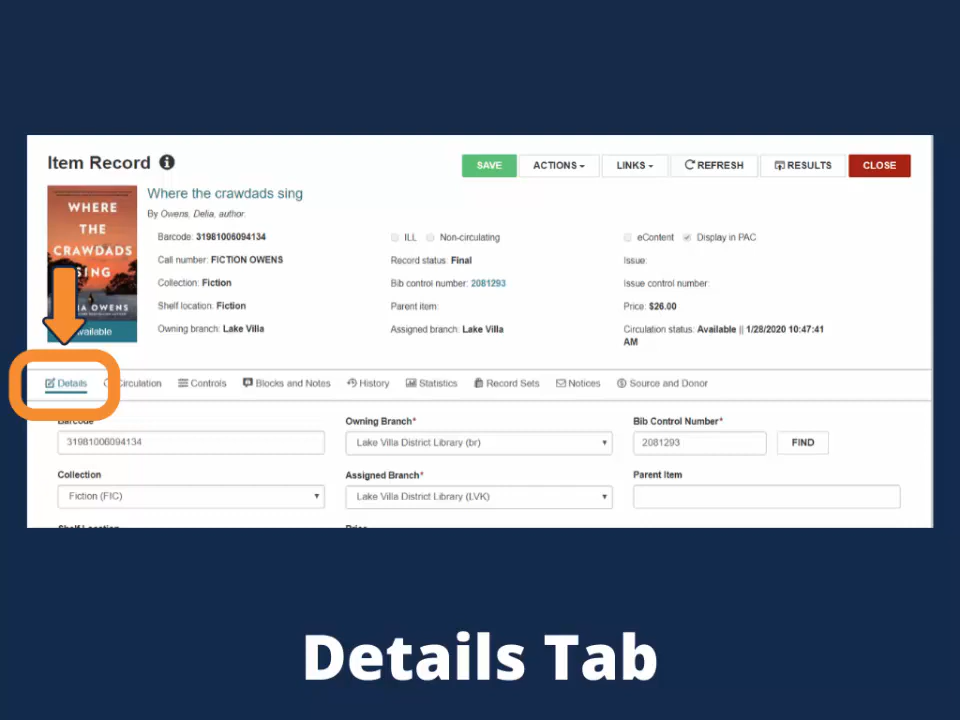 Item Record
SAVE ACTIONS LINKS REFRESH RESULTS CLOSE
WHERE
THE
CRAWDADS
SING
OWENS
Available
Where the crawdads sing
By Owens, Delia, author.
Barcode: 31981006094134 ILL Non-circulating eContent Display in PAC
Call number: FICTION OWENS Record status: Final Issue:
Collection: Fiction Bib control number: 2081293 Issue control number:
Shelf location: Fiction Parent item: Price: $26.00
Owning branch: Lake Villa Assigned branch: Lake Villa Circulation status: Available || 1/28/2020 10:47:41
AM
Details Circulation Controls Blocks and Notes History Statistics Record Sets Notices Source and Donor
Barcode Owning Branch* Bib Control Number*
31981006094134 Lake Villa District Library (br) 2081293 FIND
Collection Assigned Branch* Parent Item
Fiction (FIC) Lake Villa District Library (LVK)
Shelf Location Price
Details Tab